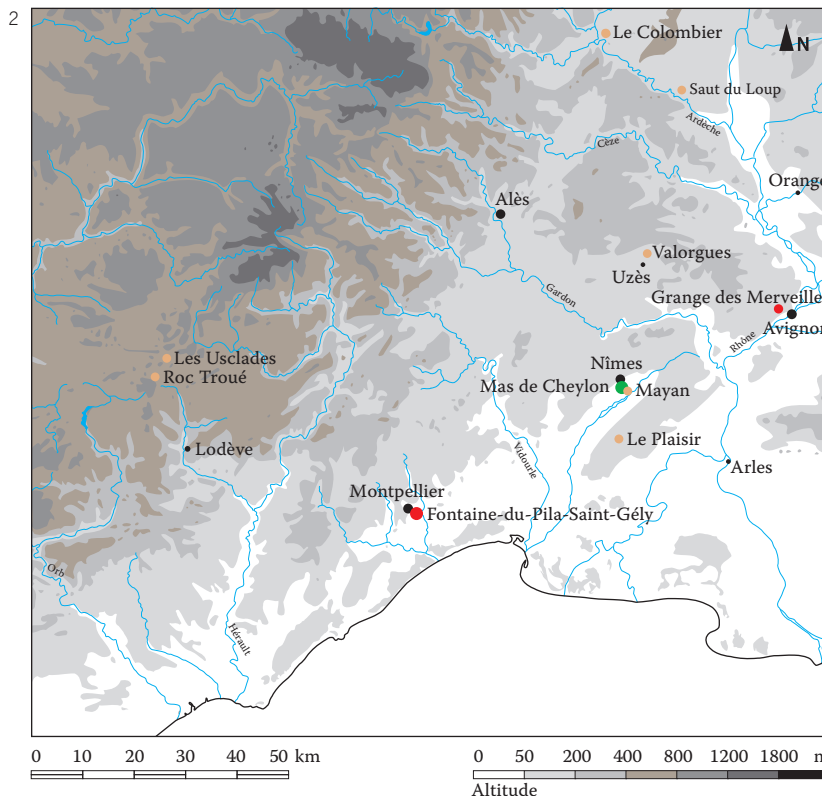 2
Le Colombier
N
Saut du Loup
Ardèche
Cèze
Orange
Alès
Valorgues
Uzès
Gardon
Grange des Merveille
Avignon
Rhône
Les Usclades
Nîmes
Roc Troué
Mas de Cheylon
Mayan
Le Plaisir
Lodève
Vidourle
Arles
Montpellier
Fontaine-du-Pila-Saint-Gély
Orb
Hérault
0 10 20 30 40 50 km
0 50 200 400 800 1200 1800 m
Altitude